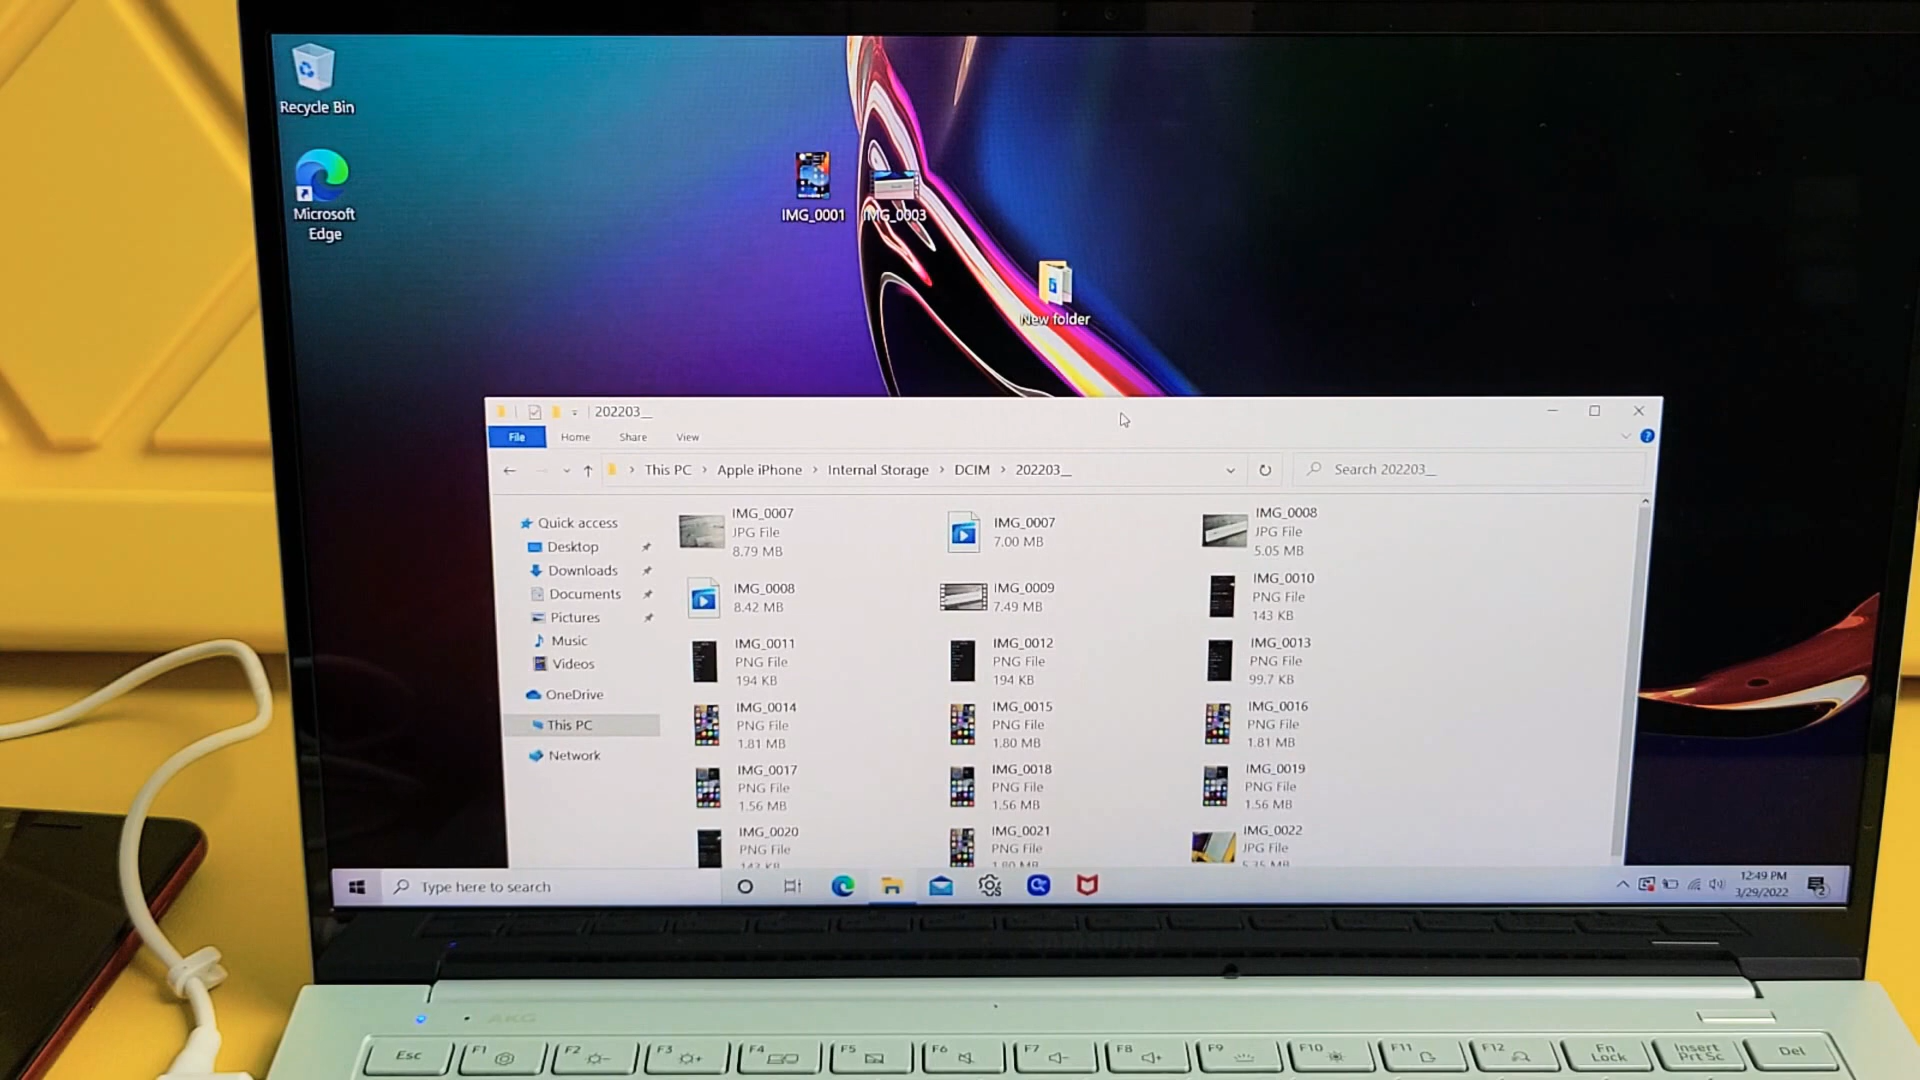 Recycle Bin
Microsoft
Edge
IMG_0001
IMG_0003
New folder
202203__
File
Home
Share
View
This PC
Apple iPhone
Internal Storage
DCIM
202203__
Search 202203__
Quick access
Desktop
Downloads
Documents
Pictures
Music
Videos
OneDrive
This PC
Network
IMG_0007
JPG File
8.79 MB
IMG_0007
7.00 MB
IMG_0008
JPG File
5.05 MB
IMG_0008
8.42 MB
IMG_0009
7.49 MB
IMG_0010
PNG File
143 KB
IMG_0011
PNG File
194 KB
IMG_0012
PNG File
194 KB
IMG_0013
PNG File
99.7 KB
IMG_0014
PNG File
1.81 MB
IMG_0015
PNG File
1.80 MB
IMG_0016
PNG File
1.81 MB
IMG_0017
PNG File
1.56 MB
IMG_0018
PNG File
1.56 MB
IMG_0019
PNG File
1.56 MB
IMG_0020
PNG File
IMG_0021
PNG File
1.80 MB
IMG_0022
JPG File
Type here to search
12:49 PM
3/29/2022
2
AKG
Esc
F1
F2
F3
F4
F5
F6
F7
F8
F9
F10
F11
F12
Fn
Lock
Insert
Prt Sc
Del